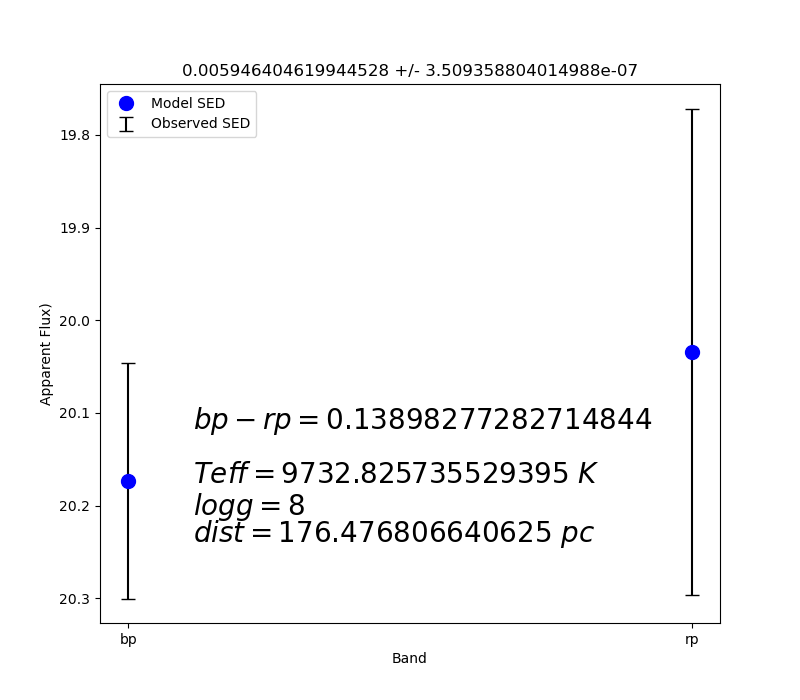 0.005946404619944528 +/- 3.509358804014988e-07
Model SED
Observed SED
19.8
19.9
20.0
20.1
20.2
20.3
Apparent Flux)
bp − rp = 0.13898277282714844
Teff = 9732.825735529395 K
logg = 8
dist = 176.476806640625 pc
bp
rp
Band